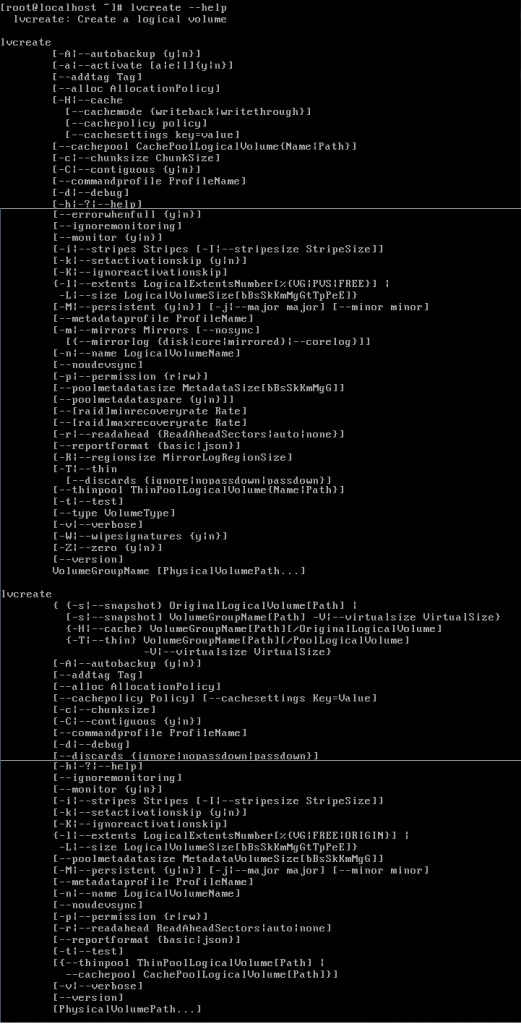 [root@localhost ~]# lvcreate --help
  lvcreate: Create a logical volume

lvcreate
        [-A|--autobackup {y|n}]
        [-a|--activate [a|e|l]{y|n}]
        [--addtag Tag]
        [--alloc AllocationPolicy]
        [-H|--cache
          [--cachemode {writeback|writethrough}]
          [--cachepolicy policy]
          [--cachesettings key=value]
        [--cachepool CachePoolLogicalVolume{Name|Path}]
        [-c|--chunksize ChunkSize]
        [-C|--contiguous {y|n}]
        [--commandprofile ProfileName]
        [-d|--debug]
        [-h|-?|--help]
        [--errorwhenfull {y|n}]
        [--ignoremonitoring]
        [--monitor {y|n}]
        [-i|--stripes Stripes [-I|--stripesize StripeSize]]
        [-k|--setactivationskip {y|n}]
        [-K|--ignoreactivationskip]
        {-l|--extents LogicalExtentsNumber[%{VG|PVS|FREE}] |
         -L|--size LogicalVolumeSize[bBsSkKmMgGtTpPeE]}
        [-M|--persistent {y|n}] [-j|--major major] [--minor minor]
        [--metadataprofile ProfileName]
        [-m|--mirrors Mirrors [--nosync]
          [{--mirrorlog {disk|core|mirrored}|--corelog}]]
        [-n|--name LogicalVolumeName]
        [--noudevsync]
        [-p|--permission {r|rw}]
        [--poolmetadatasize MetadataSize[bBsSkKmMgG]]
        [--poolmetadataspare {y|n}]]
        [--[raid]minrecoveryrate Rate]
        [--[raid]maxrecoveryrate Rate]
        [-r|--readahead {ReadAheadSectors|auto|none}]
        [--reportformat {basic|json}]
        [-R|--regionsize MirrorLogRegionSize]
        [-T|--thin
          [--discards {ignore|nopassdown|passdown}]
        [--thinpool ThinPoolLogicalVolume{Name|Path}]
        [-t|--test]
        [--type VolumeType]
        [-v|--verbose]
        [-W|--wipesignatures {y|n}]
        [-Z|--zero {y|n}]
        [--version]
        VolumeGroupName [PhysicalVolumePath...]

lvcreate
        { {-s|--snapshot} OriginalLogicalVolume[Path] |
          [-s|--snapshot] VolumeGroupName[Path] -V|--virtualsize VirtualSize}
          {-H|--cache} VolumeGroupName[Path][/OriginalLogicalVolume]
          {-T|--thin} VolumeGroupName[Path][/PoolLogicalVolume]
                      -V|--virtualsize VirtualSize}
        [-A|--autobackup {y|n}]
        [--addtag Tag]
        [--alloc AllocationPolicy]
        [--cachepolicy Policy] [--cachesettings Key=Value]
        [-c|--chunksize]
        [-C|--contiguous {y|n}]
        [--commandprofile ProfileName]
        [-d|--debug]
        [--discards {ignore|nopassdown|passdown}]
        [-h|-?|--help]
        [--ignoremonitoring]
        [--monitor {y|n}]
        [-i|--stripes Stripes [-I|--stripesize StripeSize]]
        [-k|--setactivationskip {y|n}]
        [-K|--ignoreactivationskip]
        {-l|--extents LogicalExtentsNumber[%{VG|FREE|ORIGIN}] |
         -L|--size LogicalVolumeSize[bBsSkKmMgGtTpPeE]}
        [--poolmetadatasize MetadataVolumeSize[bBsSkKmMgG]]
        [-M|--persistent {y|n}] [-j|--major major] [--minor minor]
        [--metadataprofile ProfileName]
        [-n|--name LogicalVolumeName]
        [--noudevsync]
        [-p|--permission {r|rw}]
        [-r|--readahead ReadAheadSectors|auto|none]
        [--reportformat {basic|json}]
        [-t|--test]
        [{--thinpool ThinPoolLogicalVolume[Path] |
          --cachepool CachePoolLogicalVolume[Path]}]
        [-v|--verbose]
        [--version]
        [PhysicalVolumePath...]